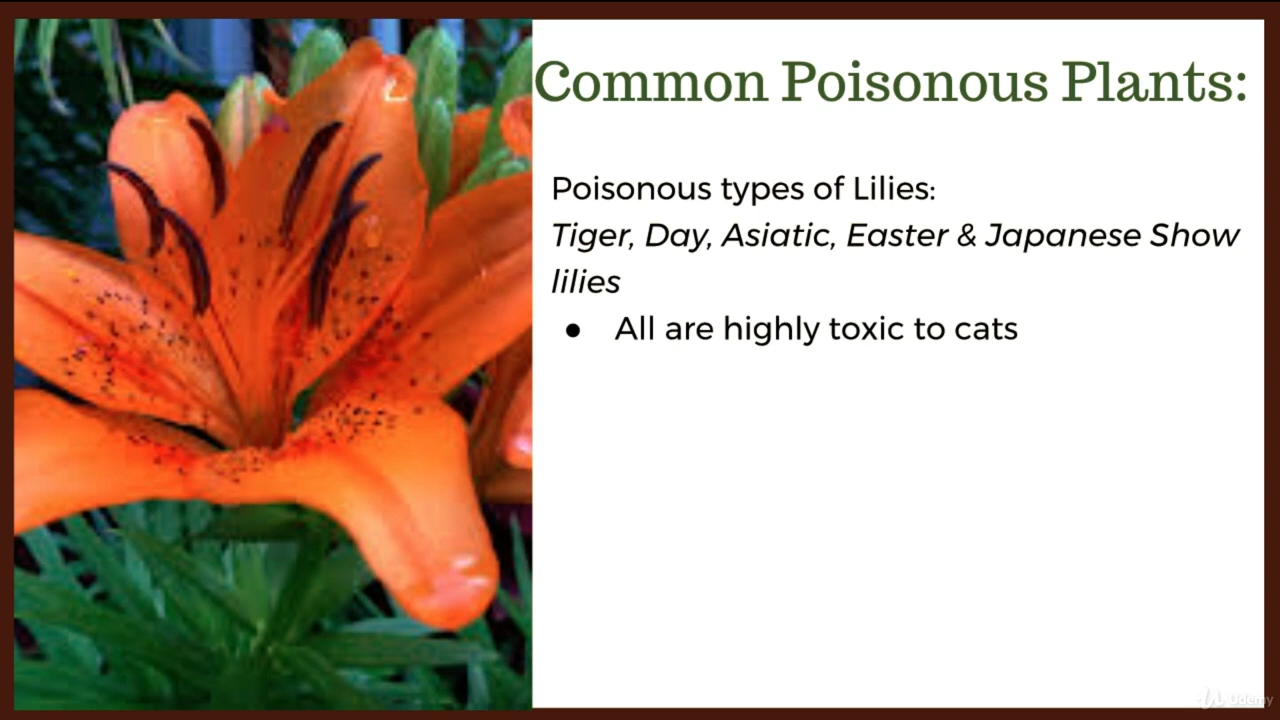 Common Poisonous Plants:
Poisonous types of Lilies:
Tiger, Day, Asiatic, Easter & Japanese Show
lilies
● All are highly toxic to cats
Udemy